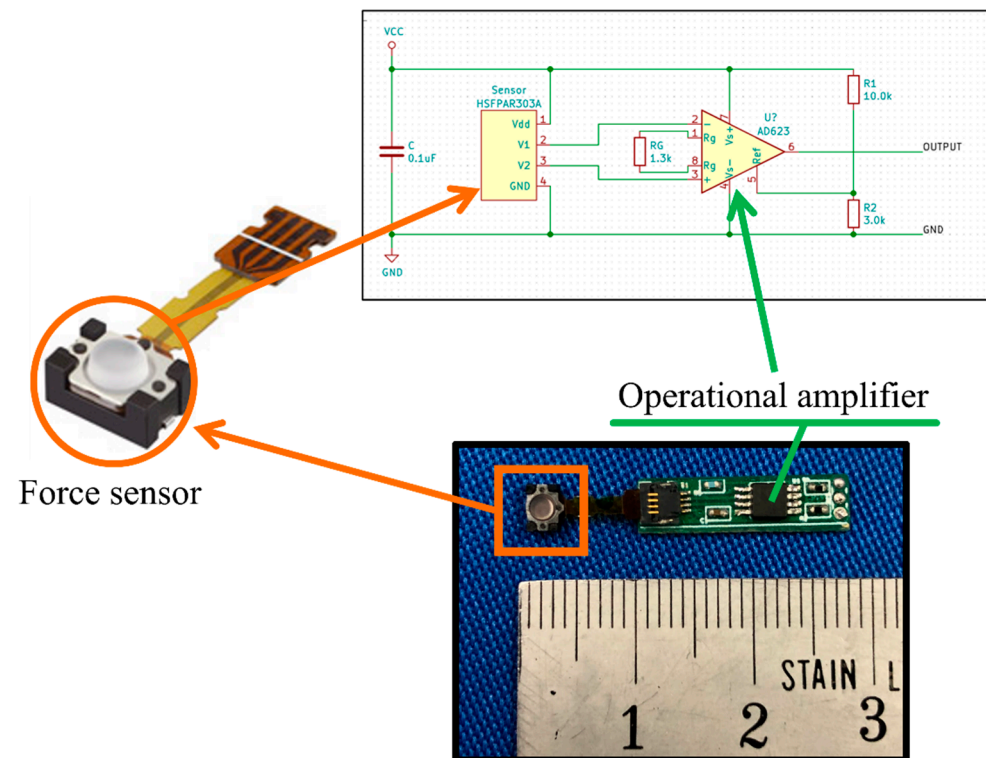 VCC
Sensor
HSFPAR303A
Vdd 1
V1 2
V2 3
GND 4
C
0.1uF
GND
RG
1.3k
2 -
1 Rg
8 Rg
3 +
7
Vs+
Vs-
4
Ref
5
6
U?
AD623
R1
10.0k
OUTPUT
R2
3.0k
GND
Operational amplifier
Force sensor
STAIN L
1 2 3